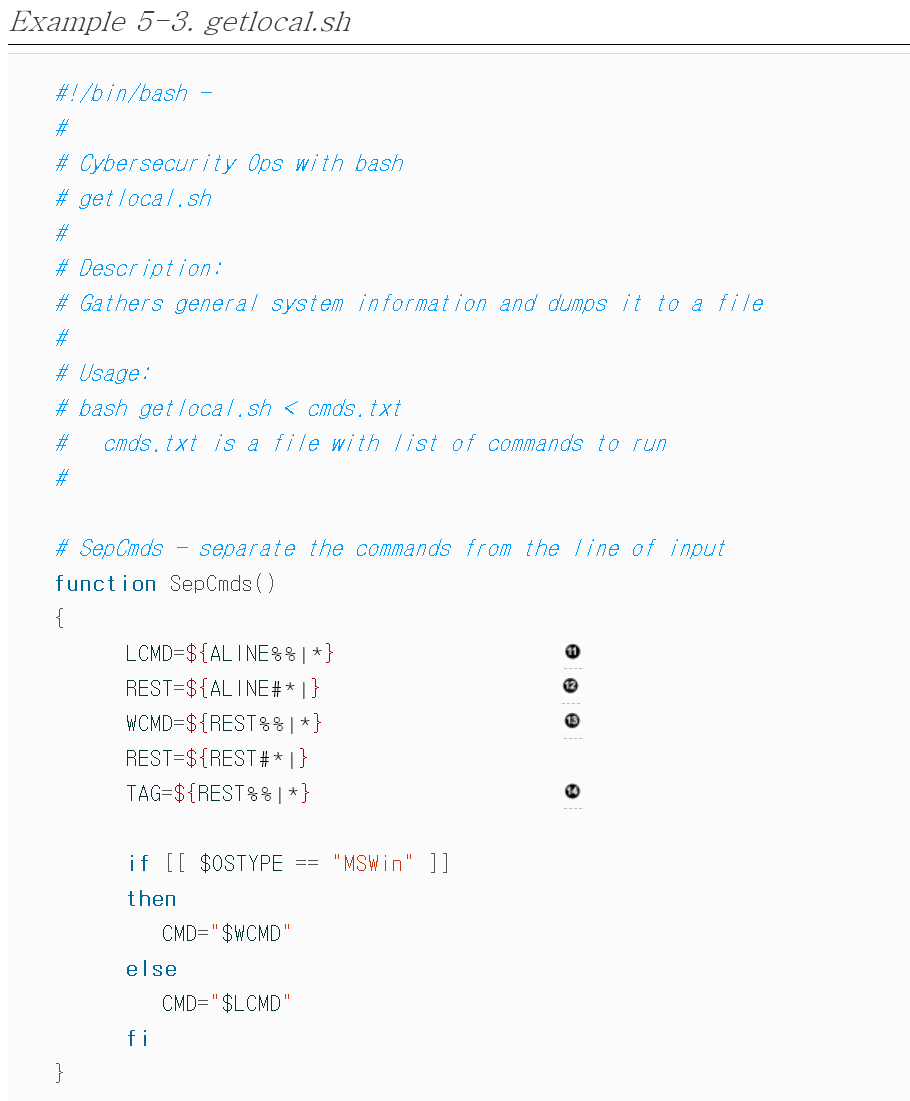 Example 5-3. getlocal.sh
#!/bin/bash -
#
# Cybersecurity Ops with bash
# getlocal.sh
#
# Description:
# Gathers general system information and dumps it to a file
#
# Usage:
# bash getlocal.sh < cmds.txt
#   cmds.txt is a file with list of commands to run
#
# SepCmds - separate the commands from the line of input
function SepCmds()
{
LCMD=${ALINE%%|*} ⓫
REST=${ALINE#*|} ⓬
WCMD=${REST%%|*} ⓭
REST=${REST#*|}
TAG=${REST%%|*} ⓮
if [[ $OSTYPE == "MSWin" ]]
then
CMD="$WCMD"
else
CMD="$LCMD"
fi
}